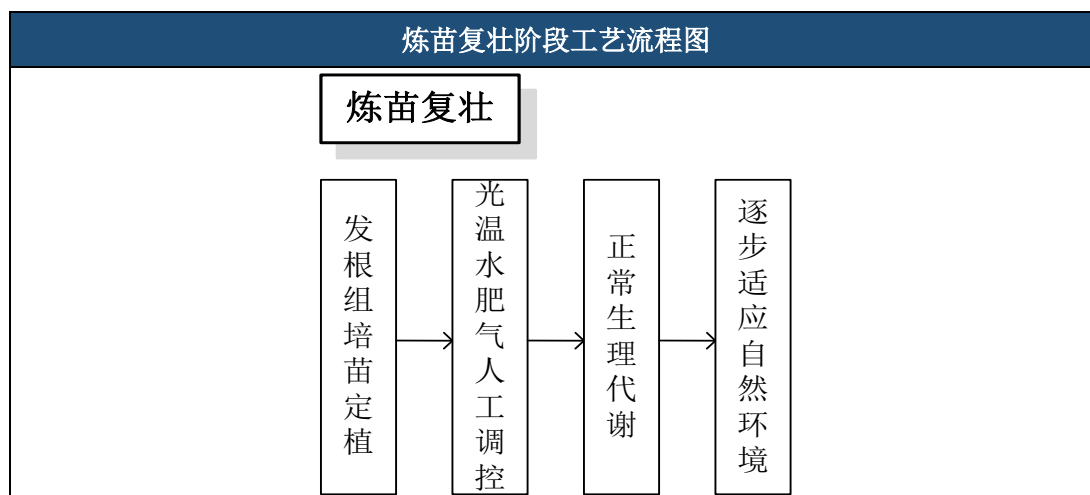 炼苗复壮阶段工艺流程图
炼苗复壮
发根组培苗定植
光温水肥气人工调控
正常生理代谢
逐步适应自然环境